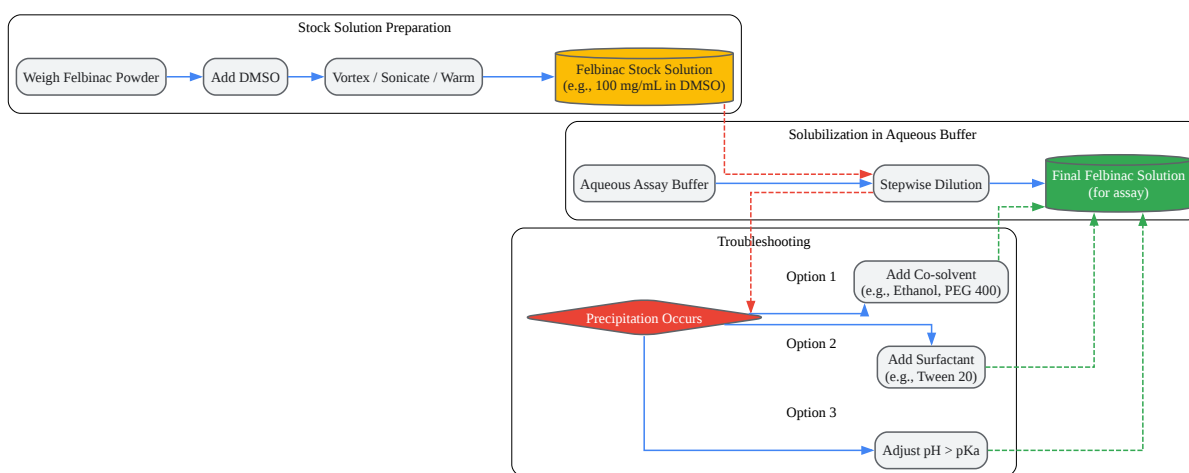 Stock Solution Preparation
Weigh Felbinac Powder
Add DMSO
Vortex / Sonicate / Warm
Felbinac Stock Solution
(e.g., 100 mg/mL in DMSO)
Solubilization in Aqueous Buffer
Aqueous Assay Buffer
Stepwise Dilution
Final Felbinac Solution
(for assay)
Troubleshooting
Precipitation Occurs
Option 1
Add Co-solvent
(e.g., Ethanol, PEG 400)
Option 2
Add Surfactant
(e.g., Tween 20)
Option 3
Adjust pH > pKa